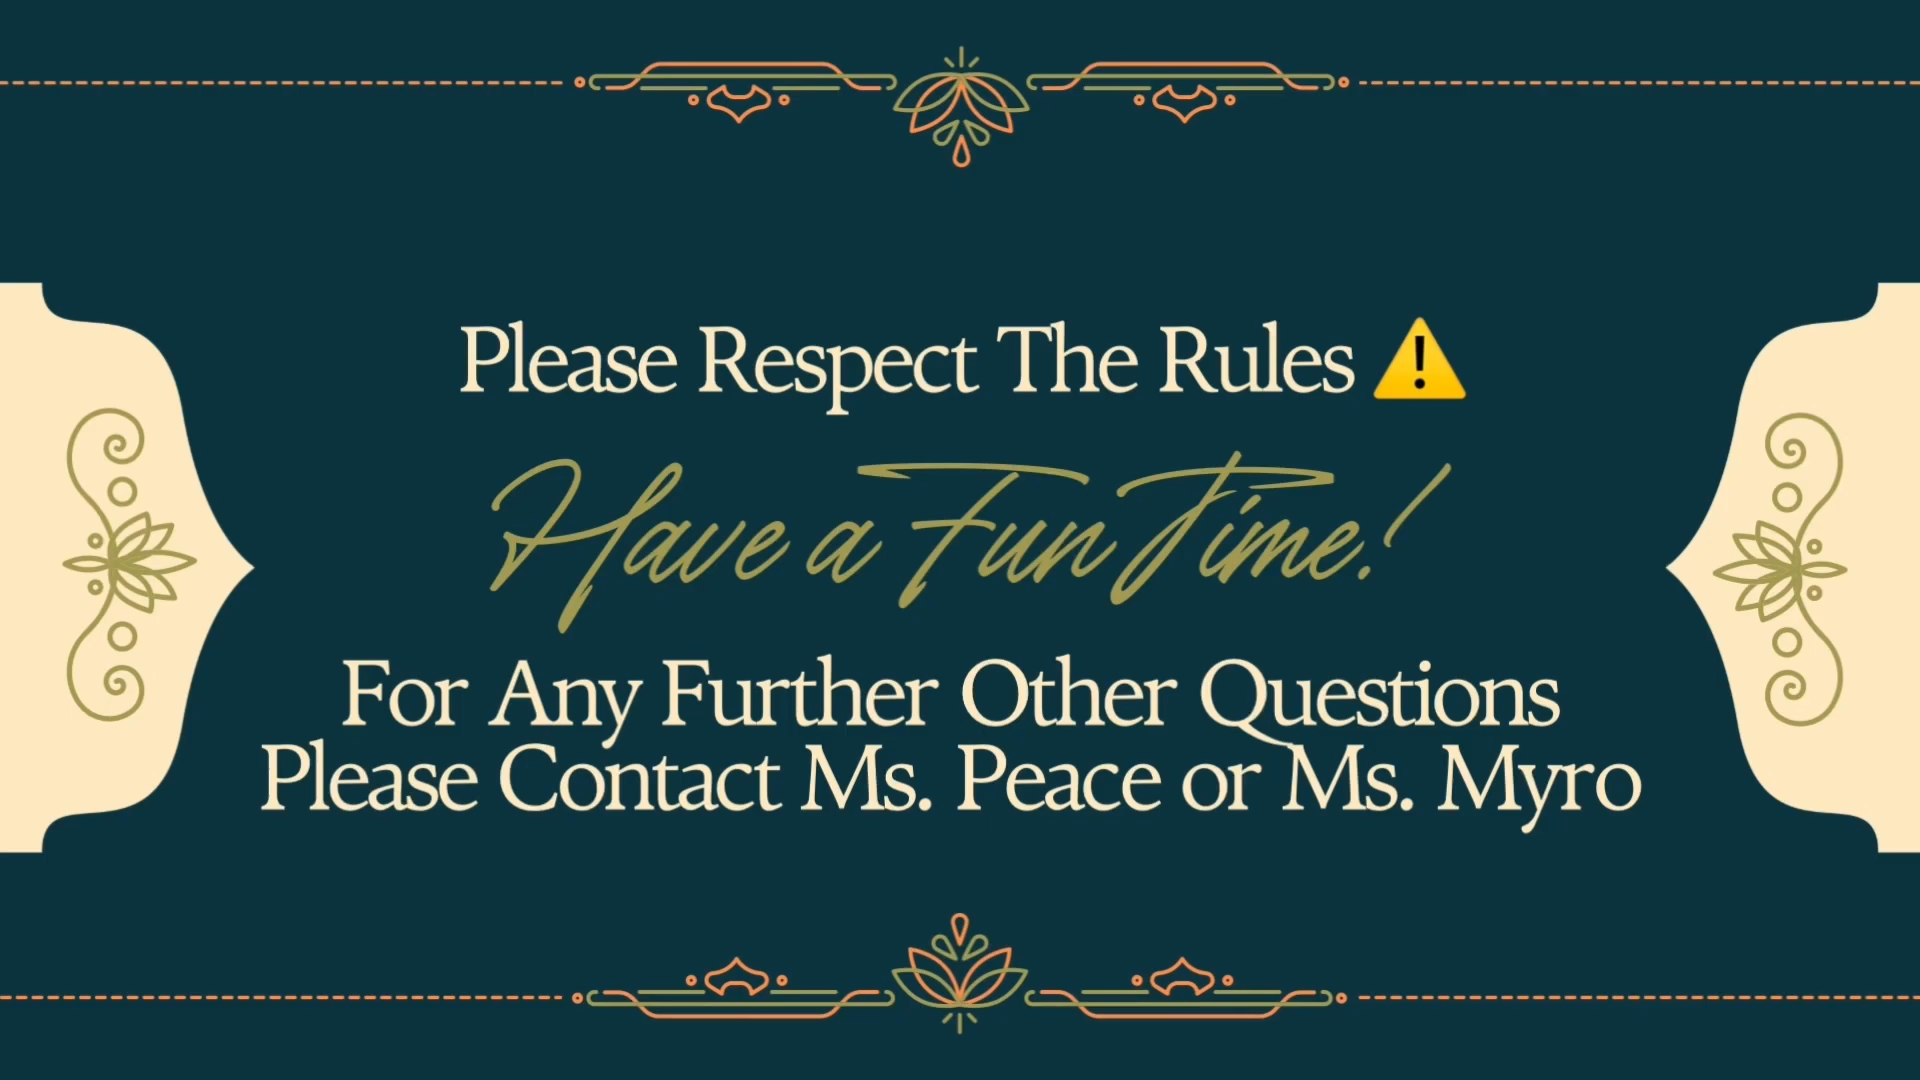 Please Respect The Rules ⚠️
Have a Fun Time!
For Any Further Other Questions
Please Contact Ms. Peace or Ms. Myro